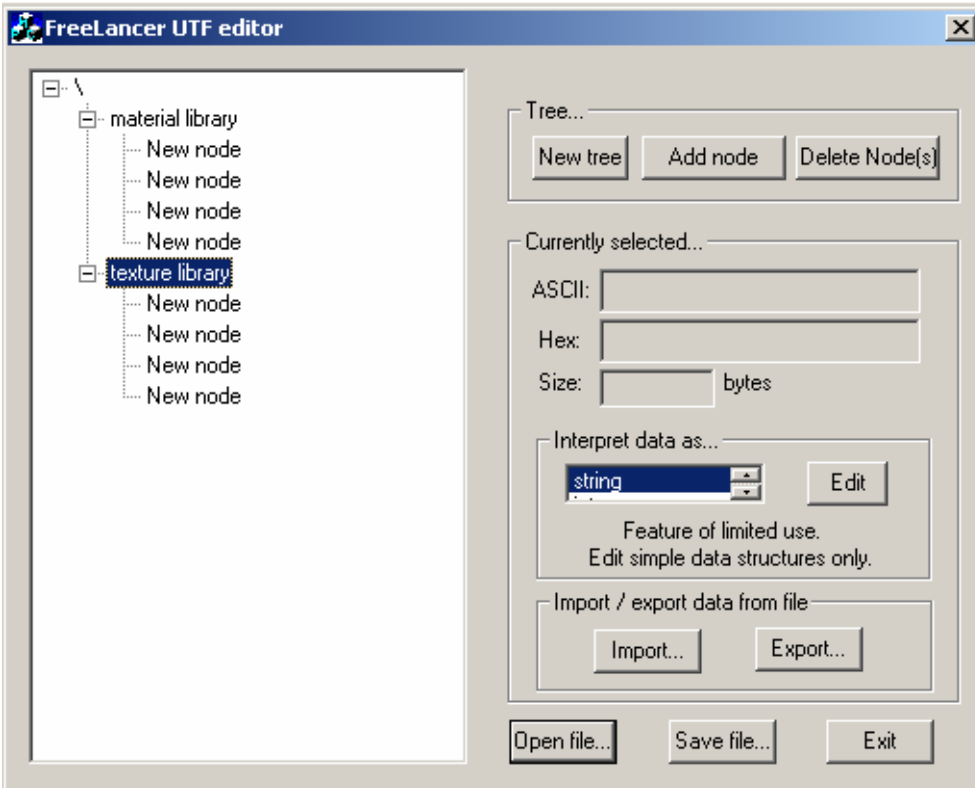 FreeLancer UTF editor
\
material library
New node
New node
New node
New node
texture library
New node
New node
New node
New node
Tree...
New tree
Add node
Delete Node(s)
Currently selected...
ASCII:
Hex:
Size:
bytes
Interpret data as...
string
Edit
Feature of limited use.
Edit simple data structures only.
Import / export data from file
Import...
Export...
Open file...
Save file...
Exit